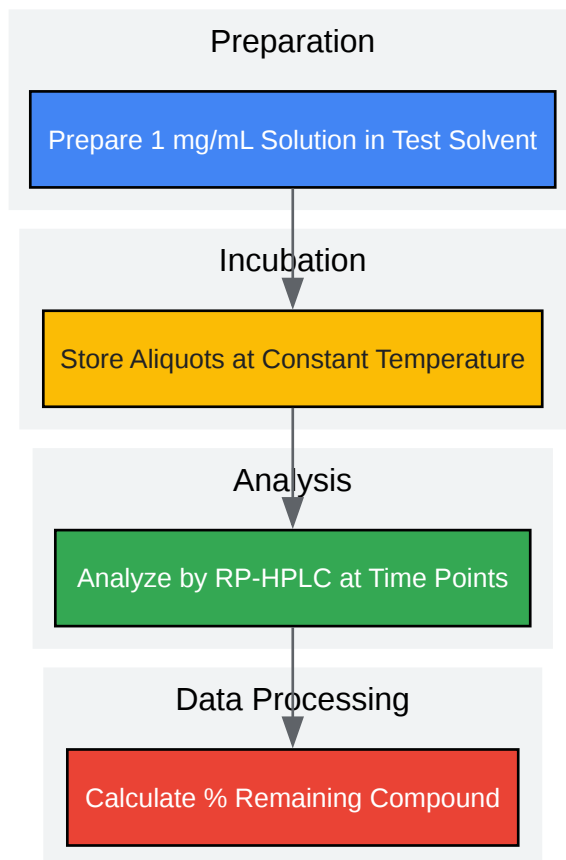 Preparation
Prepare 1 mg/mL Solution in Test Solvent
Incubation
Store Aliquots at Constant Temperature
Analysis
Analyze by RP-HPLC at Time Points
Data Processing
Calculate % Remaining Compound